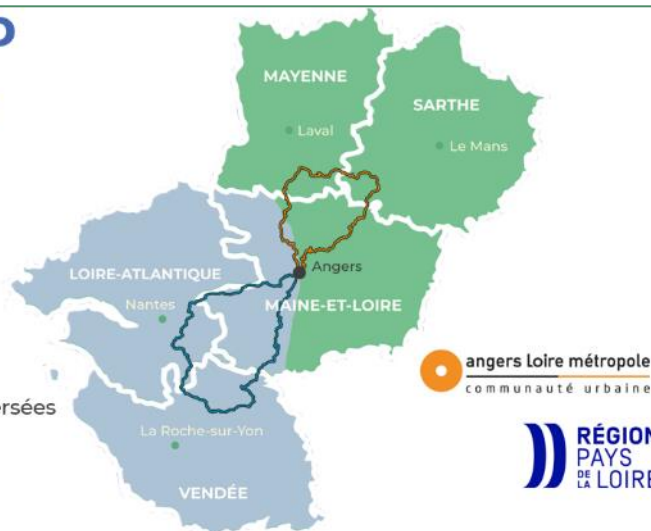 MAYENNE
SARTHE
Laval
Le Mans
Angers
LOIRE-ATLANTIQUE
Nantes
MAINE-ET-LOIRE
angers Loire métropole
communauté urbaine
ersées
La Roche-sur-Yon
RÉGION
PAYS
DE LA LOIRE
VENDÉE